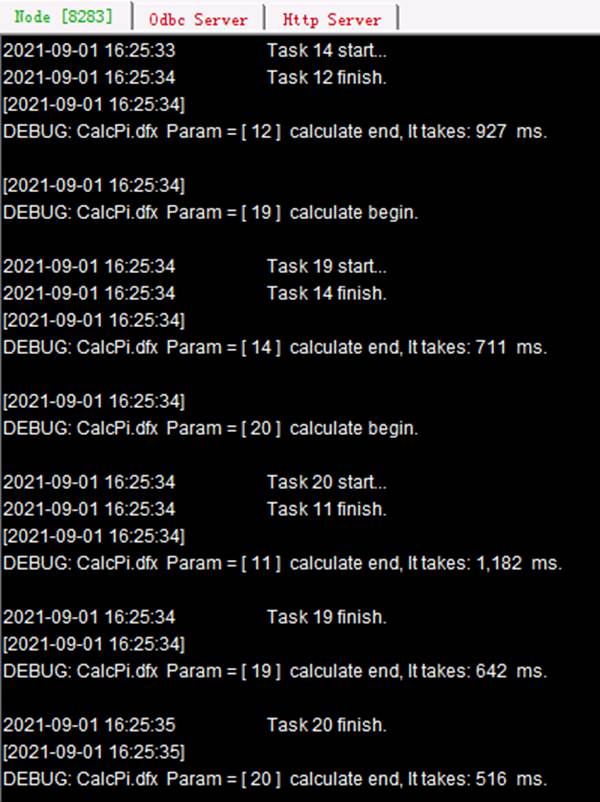 Node [8283] Odbc Server Http Server
2021-09-01 16:25:33 Task 14 start...
2021-09-01 16:25:34 Task 12 finish.
[2021-09-01 16:25:34]
DEBUG: CalcPi.dfx Param = [ 12 ] calculate end, It takes: 927 ms.
[2021-09-01 16:25:34]
DEBUG: CalcPi.dfx Param = [ 19 ] calculate begin.
2021-09-01 16:25:34 Task 19 start...
2021-09-01 16:25:34 Task 14 finish.
[2021-09-01 16:25:34]
DEBUG: CalcPi.dfx Param = [ 14 ] calculate end, It takes: 711 ms.
[2021-09-01 16:25:34]
DEBUG: CalcPi.dfx Param = [ 20 ] calculate begin.
2021-09-01 16:25:34 Task 20 start...
2021-09-01 16:25:34 Task 11 finish.
[2021-09-01 16:25:34]
DEBUG: CalcPi.dfx Param = [ 11 ] calculate end, It takes: 1,182 ms.
2021-09-01 16:25:34 Task 19 finish.
[2021-09-01 16:25:34]
DEBUG: CalcPi.dfx Param = [ 19 ] calculate end, It takes: 642 ms.
2021-09-01 16:25:35 Task 20 finish.
[2021-09-01 16:25:35]
DEBUG: CalcPi.dfx Param = [ 20 ] calculate end, It takes: 516 ms.